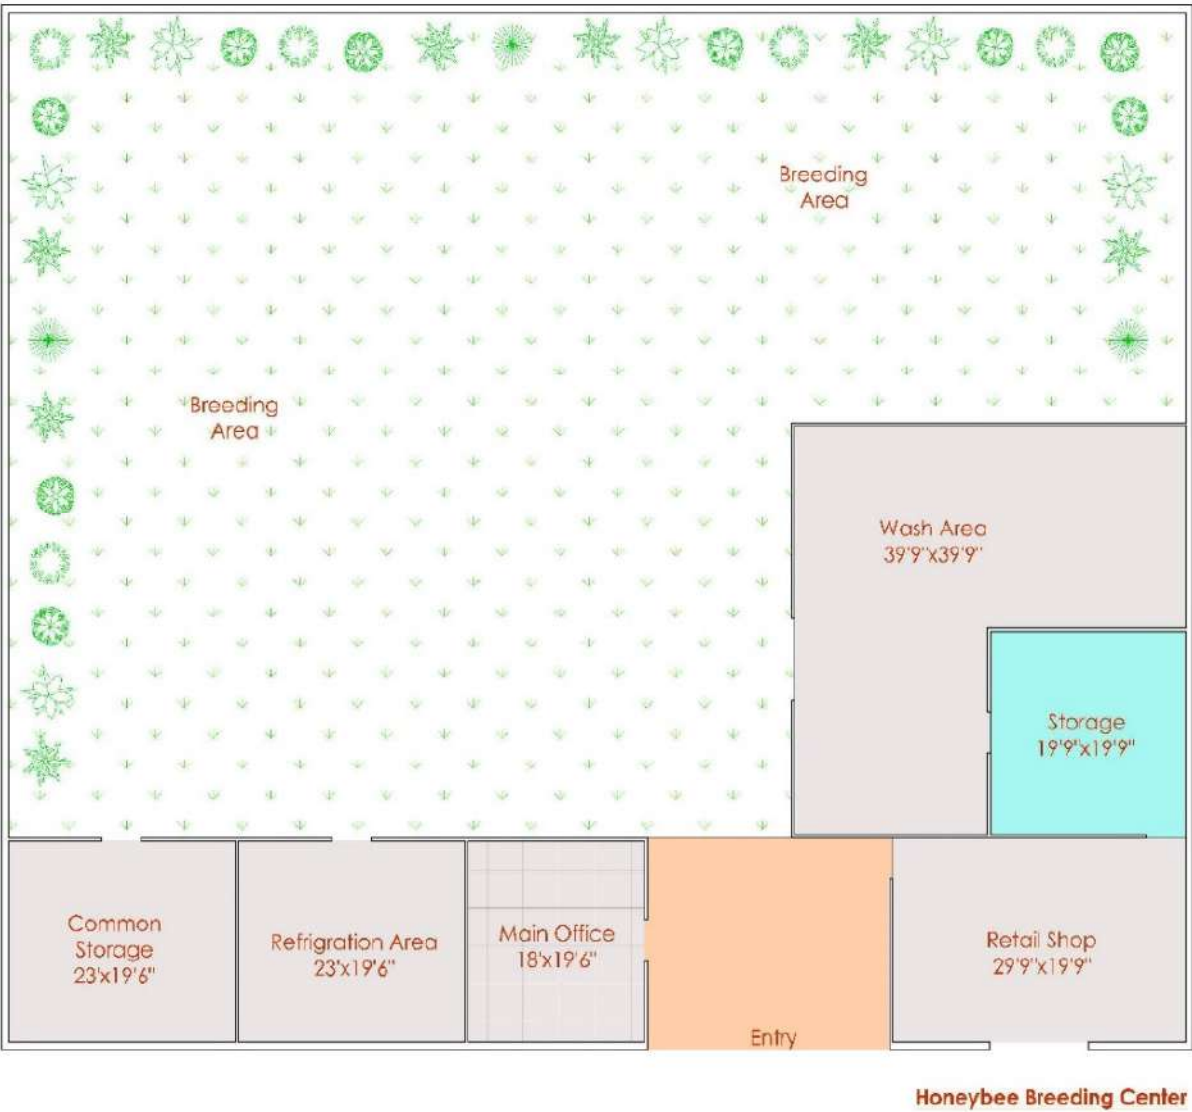 Breeding
Area
Breeding
Area
Wash Area
39'9"x39'9"
Storage
19'9"x19'9"
Common
Storage
23'x19'6"
Refrigration Area
23'x19'6"
Main Office
18'x19'6"
Retail Shop
29'9"x19'9"
Entry
Honeybee Breeding Center